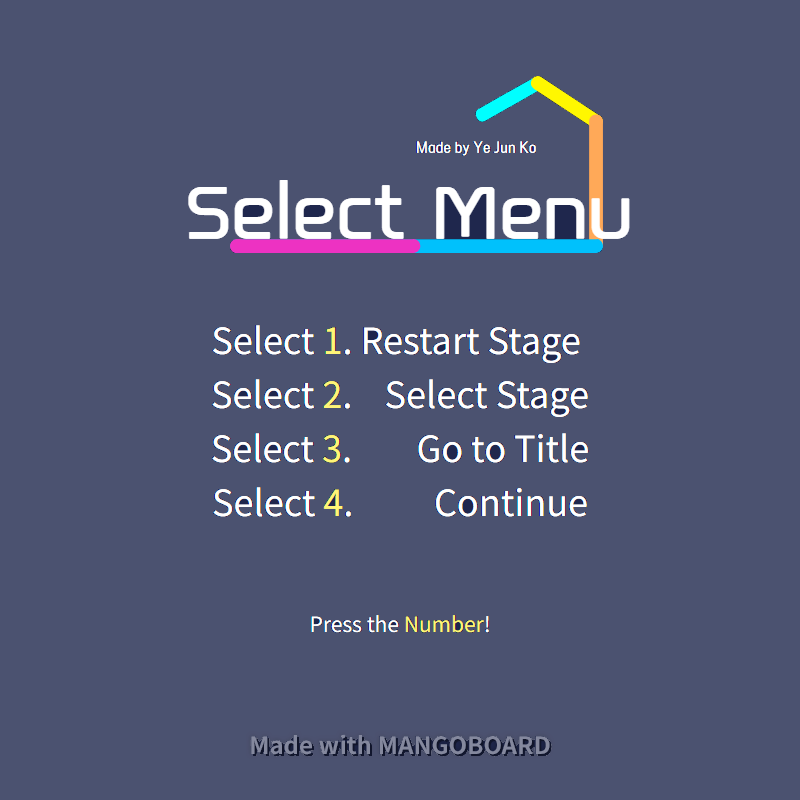 Made by Ye Jun Ko
Select Menu
Select 1. Restart Stage
Select 2. Select Stage
Select 3. Go to Title
Select 4. Continue
Press the Number!
Made with MANGOBOARD